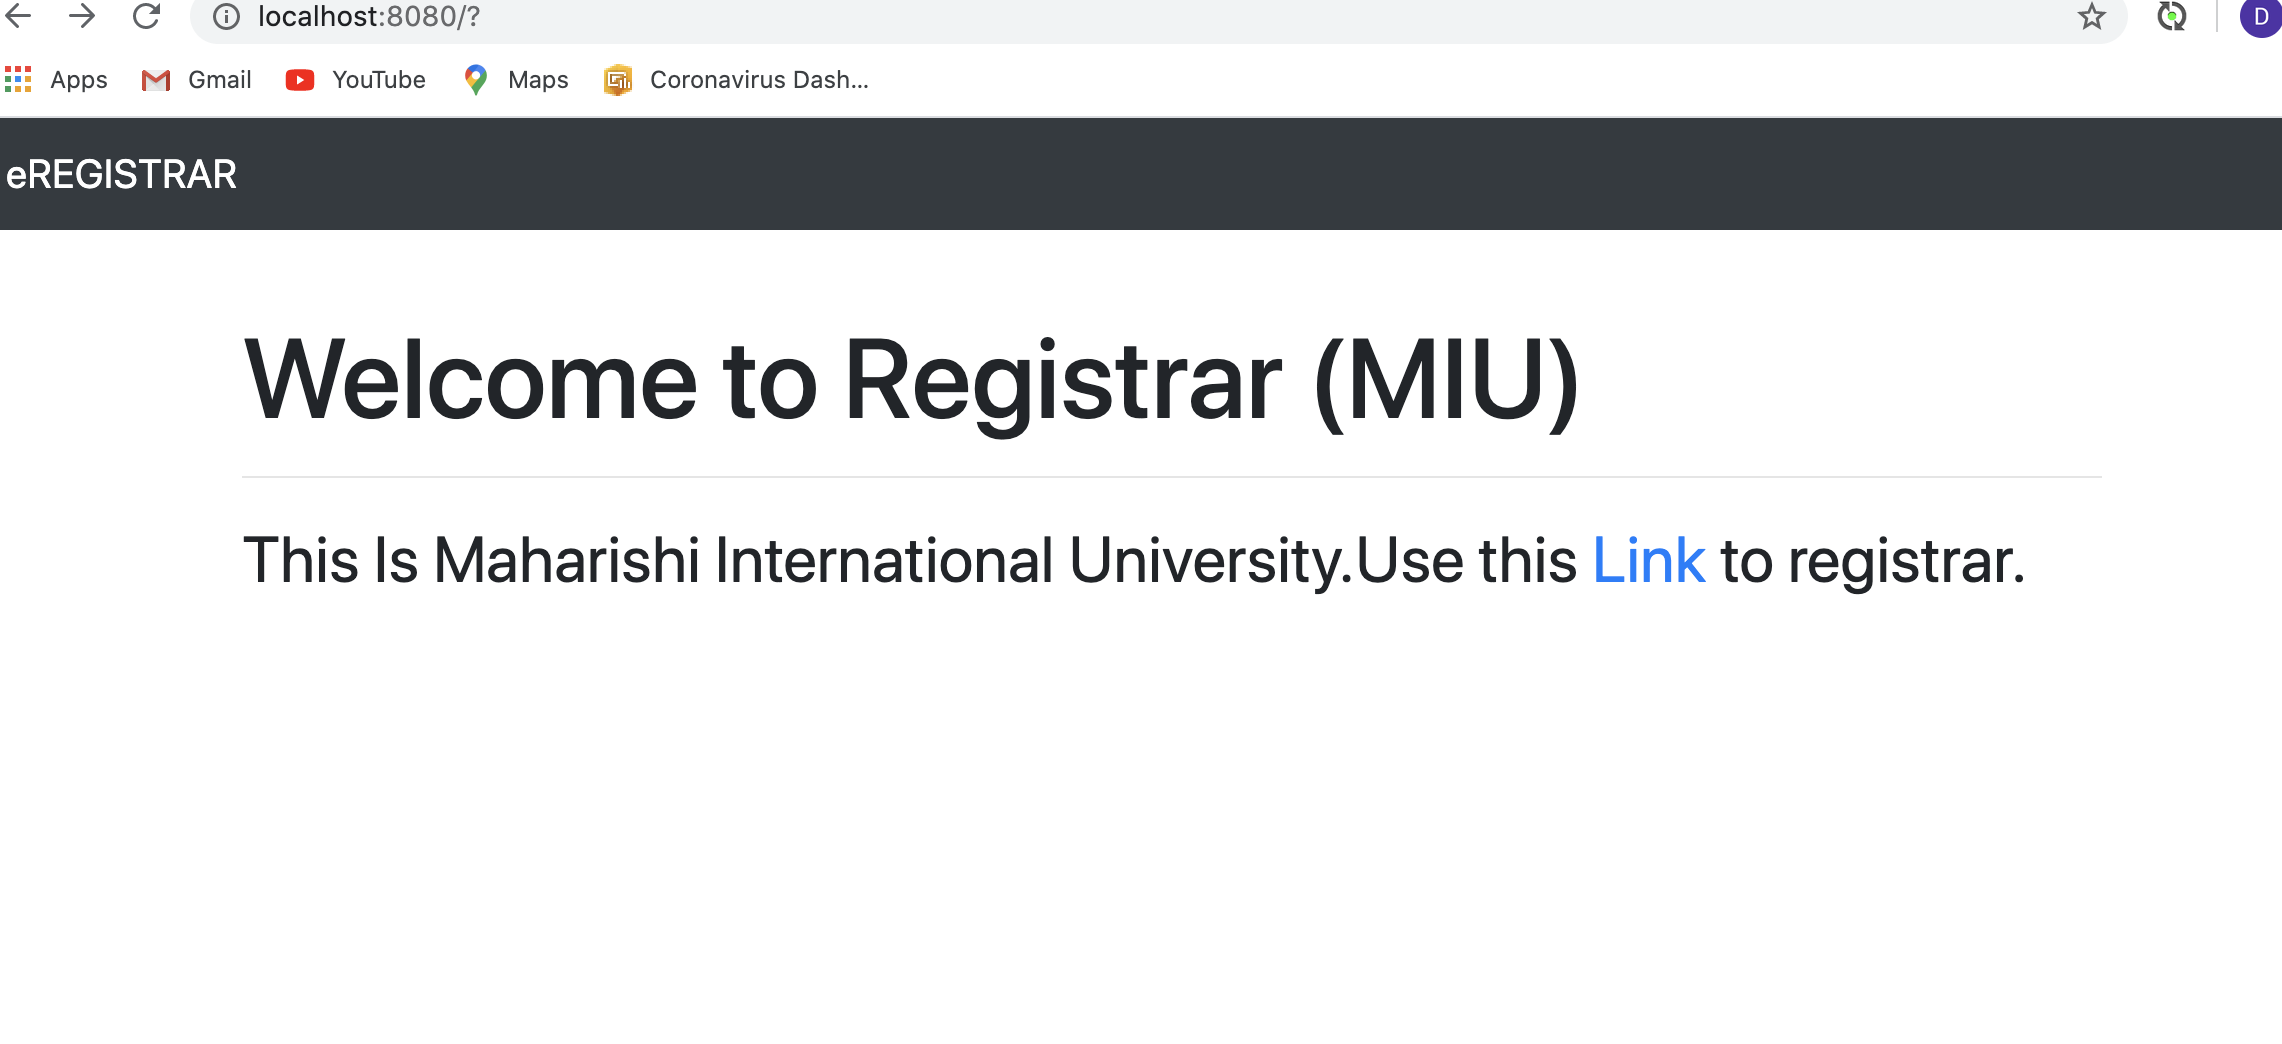 localhost:8080/?
D
Apps Gmail YouTube Maps Coronavirus Dash...
eREGISTRAR
Welcome to Registrar (MIU)
This Is Maharishi International University.Use this Link to registrar.